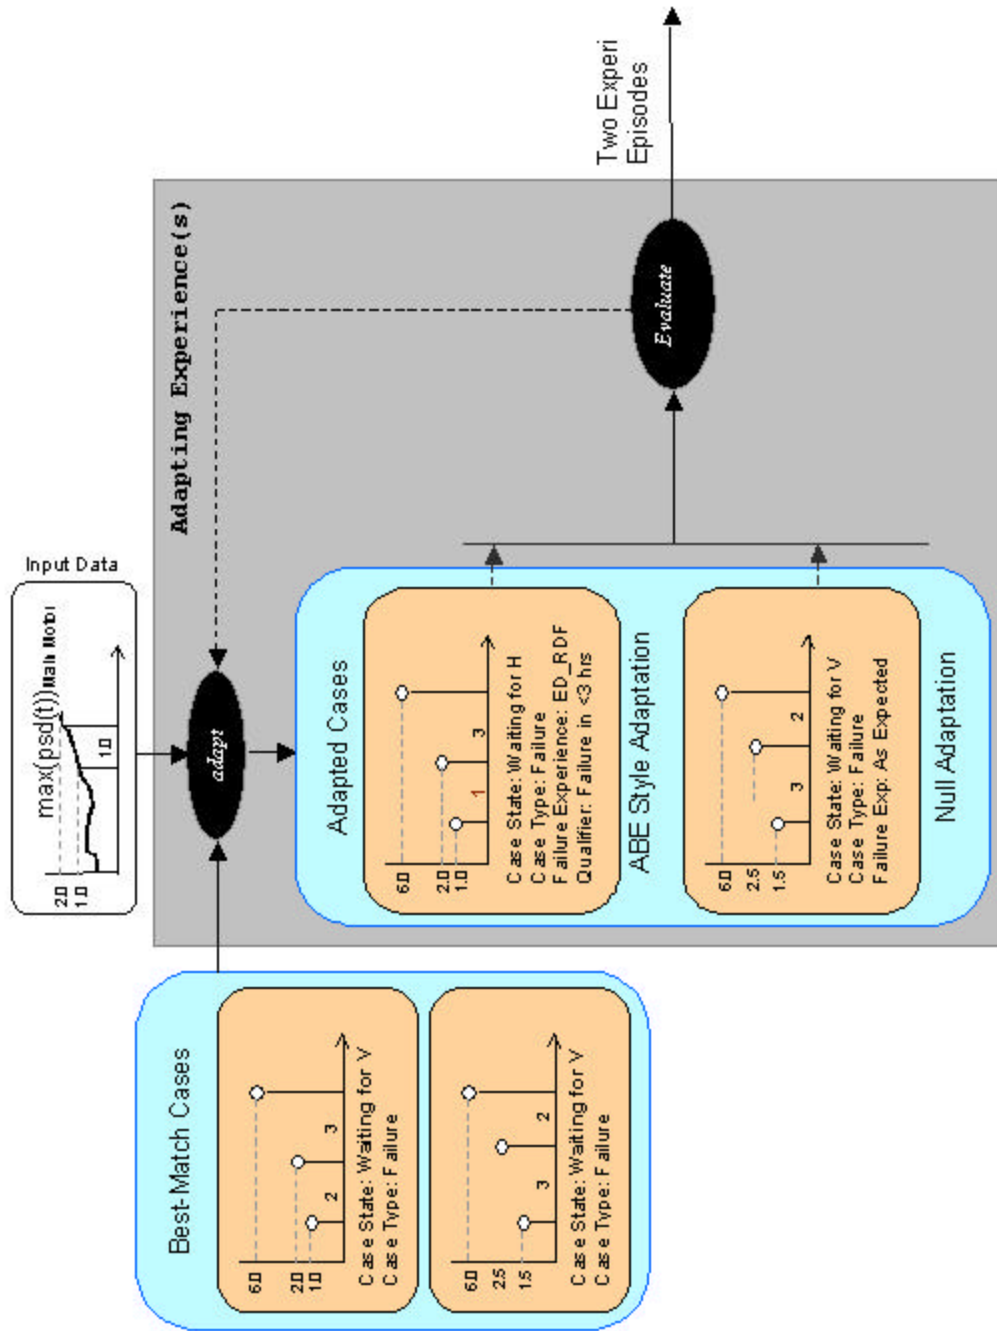 Input Data
max(psd(t)) Main Motor
2.0
1.0
1.0
Adapting Experience(s)
Best-Match Cases
6.0
2.0
1.0
2
3
Case State: Waiting for V
Case Type: Failure
6.0
2.5
1.5
3
2
Case State: Waiting for V
Case Type: Failure
adapt
Adapted Cases
6.0
2.0
1.0
1
3
Case State: Waiting for H
Case Type: Failure
Failure Experience: ED_RDF
Qualifier: Failure in <3 hrs
ABE Style Adaptation
6.0
2.5
1.5
3
2
Case State: Waiting for V
Case Type: Failure
Failure Exp: As Expected
Null Adaptation
Evaluate
Two Experi
Episodes